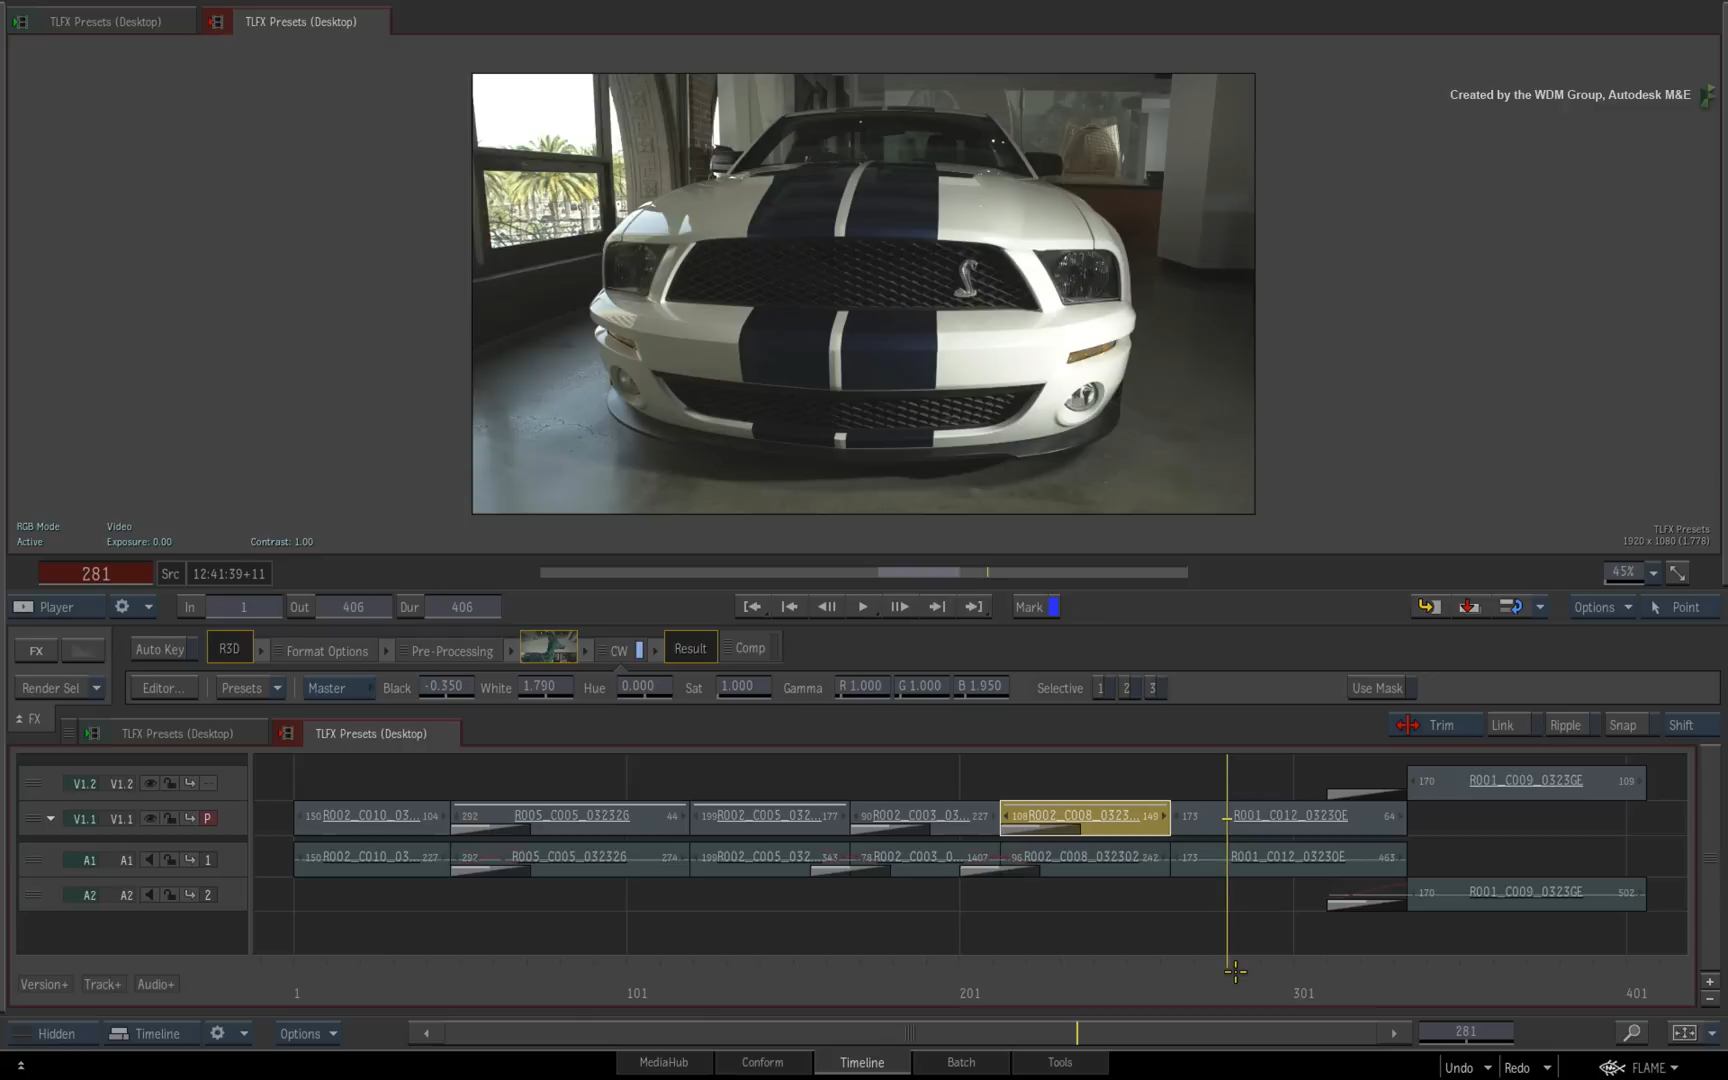 TLFX Presets (Desktop)
TLFX Presets (Desktop)
Created by the WDM Group, Autodesk M&E
RGB Mode
Video
Active
Exposure: 0.00
Contrast: 1.00
TLFX Presets
1920 x 1080 (1.778)
281
Src
12:41:39+11
45%
Player
In
1
Out
406
Dur
406
Mark
Options
Point
FX
Auto Key
R3D
Format Options
Pre-Processing
CW
Result
Comp
Render Sel
Editor...
Presets
Master
Black
-0.350
White
1.790
Hue
0.000
Sat
1.000
Gamma
R 1.000
G 1.000
B 1.950
Selective
1
2
3
Use Mask
FX
TLFX Presets (Desktop)
TLFX Presets (Desktop)
Trim
Link
Ripple
Snap
Shift
V1.2
V1.2
170
R001_C009_0323GE
109
V1.1
V1.1
P
150
R002_C010_03...
104
292
R005_C005_032326
44
199
R002_C005_032...
177
90
R002_C003_03...
227
108
R002_C008_0323...
149
173
R001_C012_0323OE
64
A1
A1
1
150
R002_C010_03...
227
292
R005_C005_032326
274
199
R002_C005_032...
343
78
R002_C003_0...
1407
96
R002_C008_032302
242
173
R001_C012_0323OE
463
A2
A2
2
170
R001_C009_0323GE
502
Version+
Track+
Audio+
1
101
201
301
401
Hidden
Timeline
Options
281
MediaHub
Conform
Timeline
Batch
Tools
Undo
Redo
FLAME